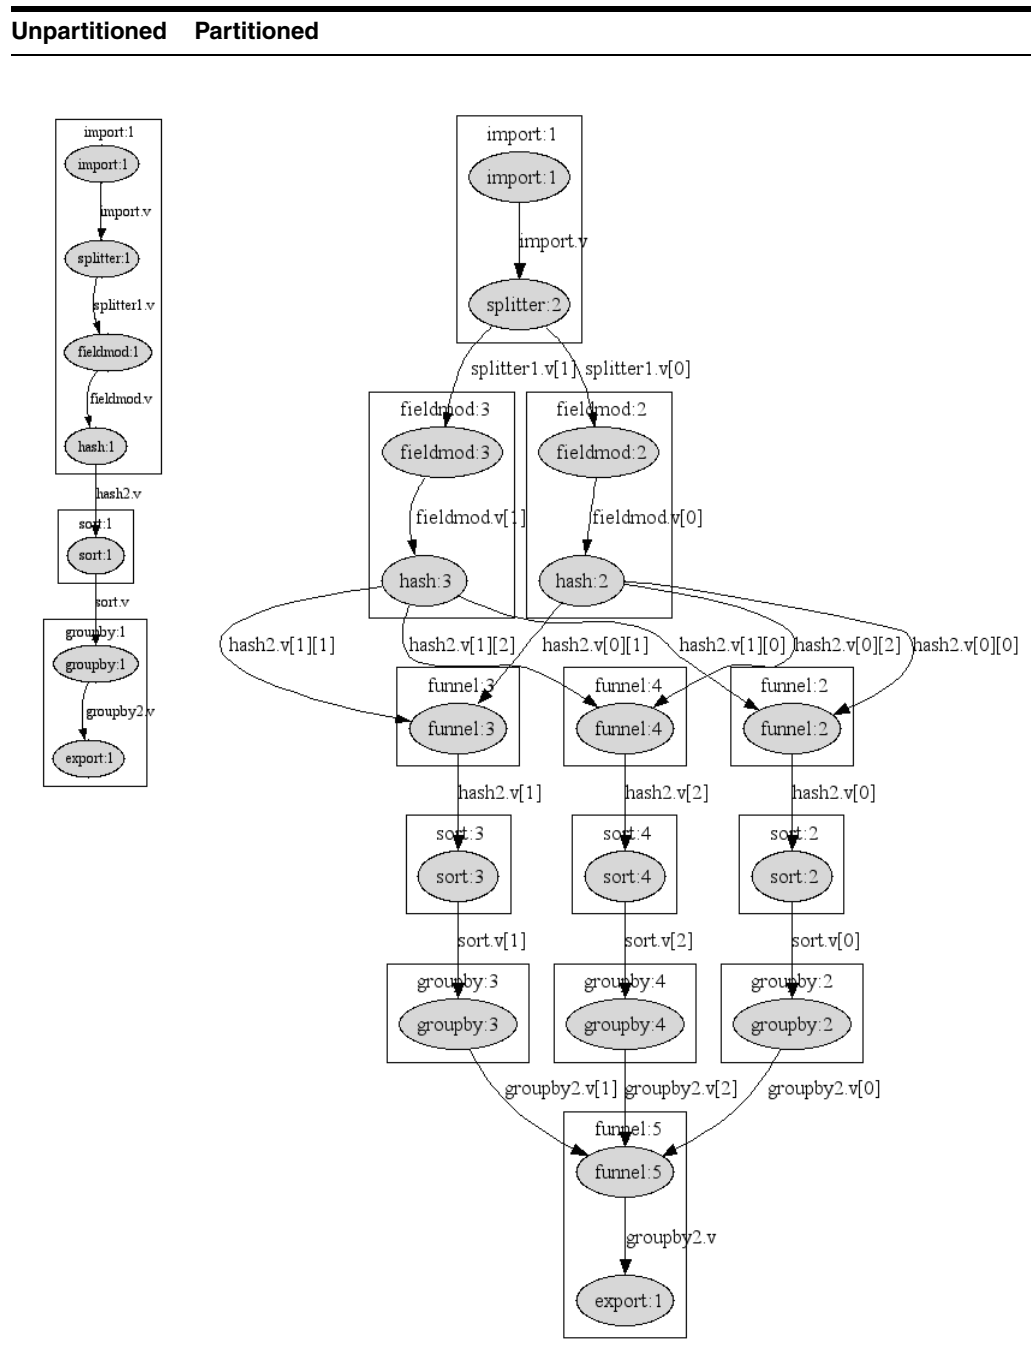 Unpartitioned Partitioned
import:1
import:1
import.v
splitter:1
splitter1.v
fieldmod:1
fieldmod.v
hash:1
hash2.v
sort:1
sort:1
sort.v
groupby:1
groupby:1
groupby2.v
export:1
import:1
import:1
import.v
splitter:2
splitter1.v[1] splitter1.v[0]
fieldmod:3 fieldmod:2
fieldmod:3 fieldmod:2
fieldmod.v[1] fieldmod.v[0]
hash:3 hash:2
hash2.v[1][1] hash2.v[1][2] hash2.v[0][1] hash2.v[1][0] hash2.v[0][2] hash2.v[0][0]
funnel:3 funnel:4 funnel:2
funnel:3 funnel:4 funnel:2
hash2.v[1] hash2.v[2] hash2.v[0]
sort:3 sort:4 sort:2
sort:3 sort:4 sort:2
sort.v[1] sort.v[2] sort.v[0]
groupby:3 groupby:4 groupby:2
groupby:3 groupby:4 groupby:2
groupby2.v[1] groupby2.v[2] groupby2.v[0]
funnel:5
funnel:5
groupby2.v
export:1